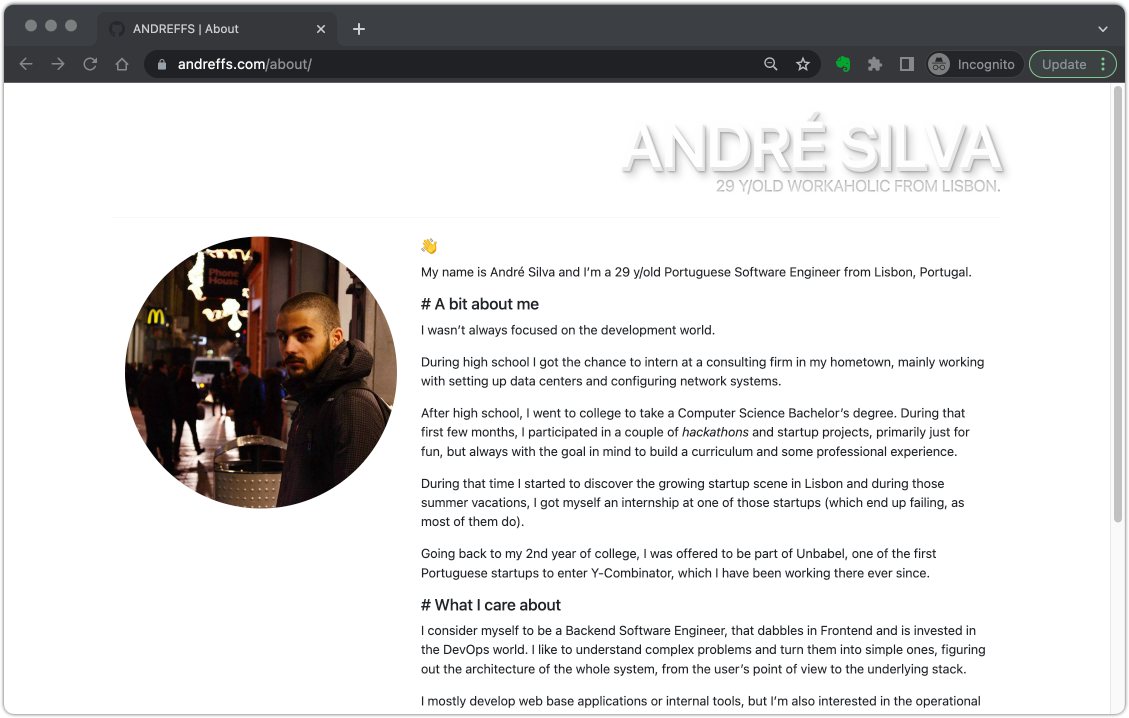 ANDREFFS | About
andreffs.com/about/
Incognito
Update
ANDRÉ SILVA
29 Y/OLD WORKAHOLIC FROM LISBON.
Phone
House
👋
My name is André Silva and I’m a 29 y/old Portuguese Software Engineer from Lisbon, Portugal.
# A bit about me
I wasn’t always focused on the development world.
During high school I got the chance to intern at a consulting firm in my hometown, mainly working
with setting up data centers and configuring network systems.
After high school, I went to college to take a Computer Science Bachelor’s degree. During that
first few months, I participated in a couple of hackathons and startup projects, primarily just for
fun, but always with the goal in mind to build a curriculum and some professional experience.
During that time I started to discover the growing startup scene in Lisbon and during those
summer vacations, I got myself an internship at one of those startups (which end up failing, as
most of them do).
Going back to my 2nd year of college, I was offered to be part of Unbabel, one of the first
Portuguese startups to enter Y-Combinator, which I have been working there ever since.
# What I care about
I consider myself to be a Backend Software Engineer, that dabbles in Frontend and is invested in
the DevOps world. I like to understand complex problems and turn them into simple ones, figuring
out the architecture of the whole system, from the user’s point of view to the underlying stack.
I mostly develop web base applications or internal tools, but I’m also interested in the operational